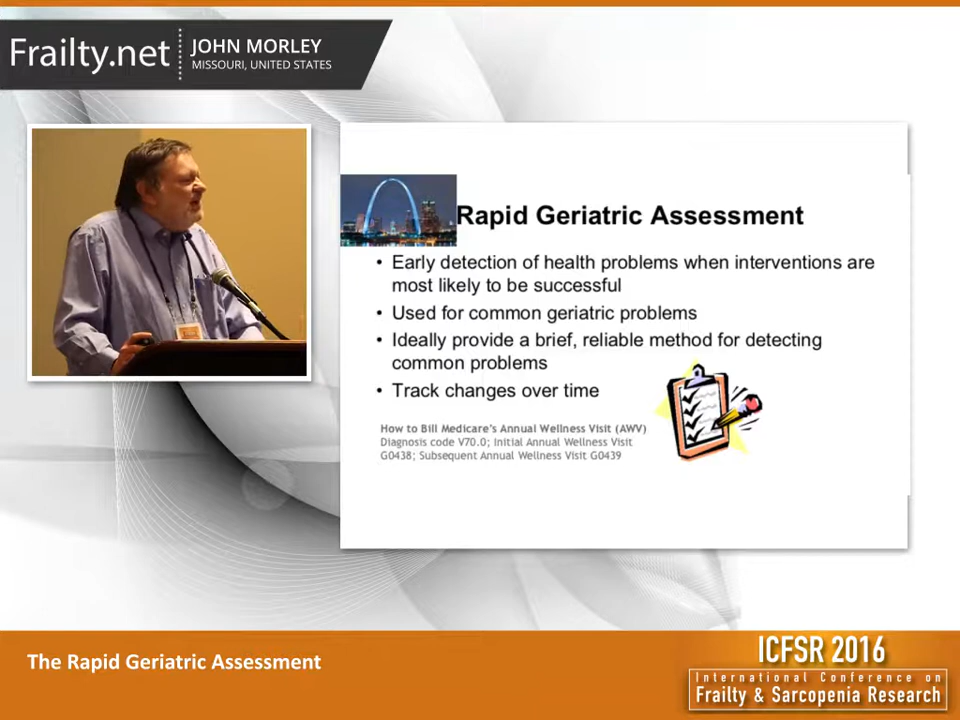 Frailty.net
JOHN MORLEY
MISSOURI, UNITED STATES
Rapid Geriatric Assessment
• Early detection of health problems when interventions are
most likely to be successful
• Used for common geriatric problems
• Ideally provide a brief, reliable method for detecting
common problems
• Track changes over time
How to Bill Medicare's Annual Wellness Visit (AWV)
Diagnosis code V70.0; Initial Annual Wellness Visit
G0438; Subsequent Annual Wellness Visit G0439
The Rapid Geriatric Assessment
ICFSR 2016
International Conference on
Frailty & Sarcopenia Research